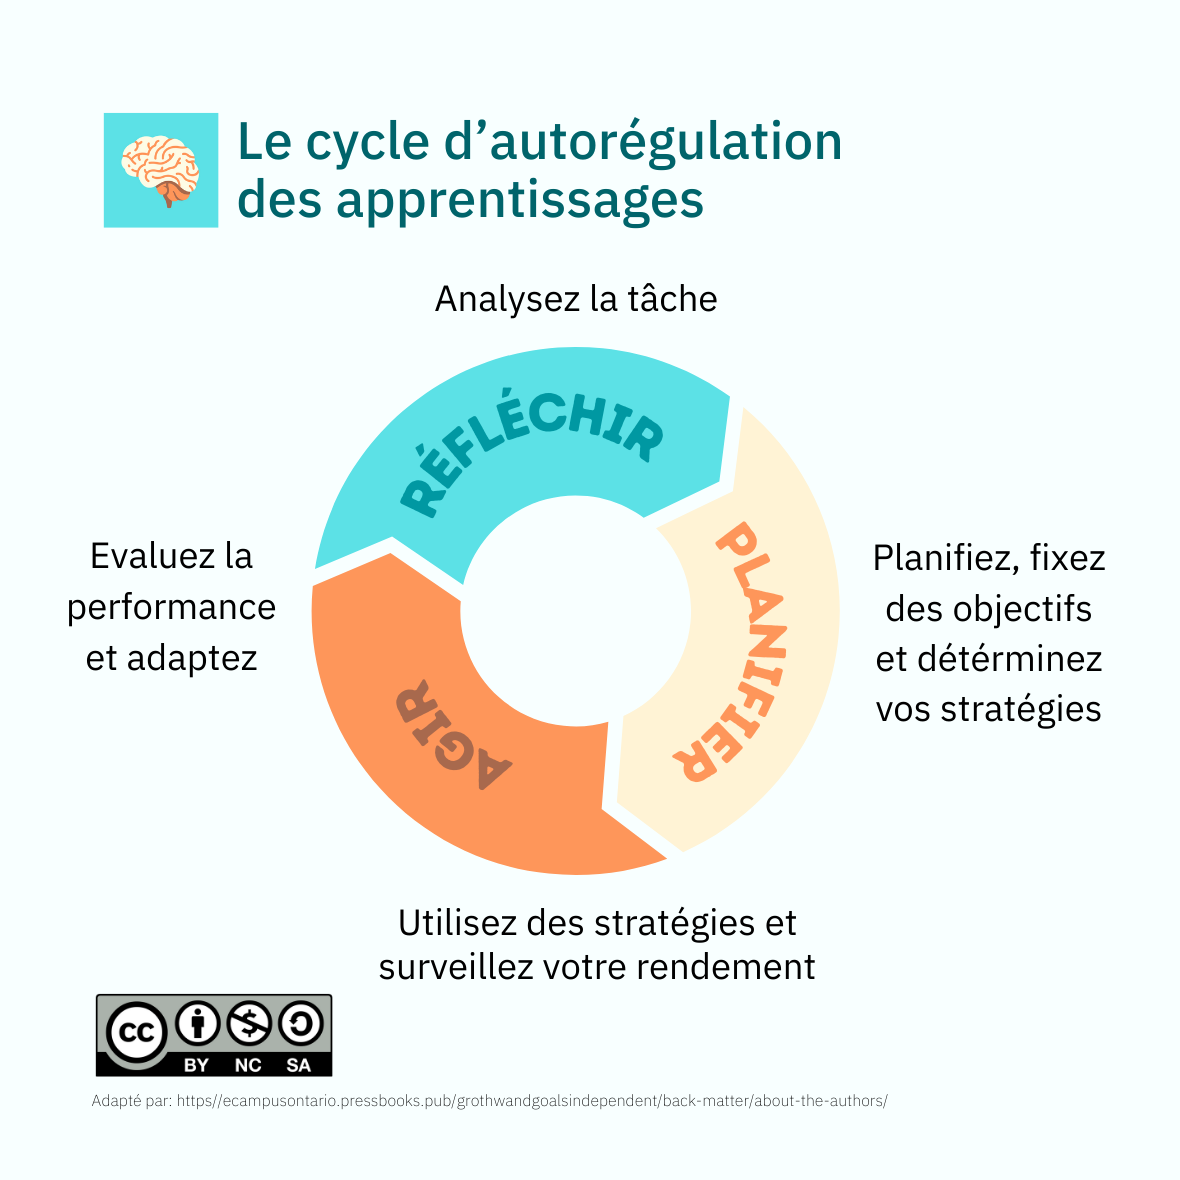 Le cycle d’autorégulation
des apprentissages
Analysez la tâche
RÉFLÉCHIR
PLANIFIER
AGIR
Planifiez, fixez
des objectifs
et détérminez
vos stratégies
Utilisez des stratégies et
surveillez votre rendement
Evaluez la
performance
et adaptez
cc
BY NC SA
Adapté par: https//ecampusontario.pressbooks.pub/grothwandgoalsindependent/back-matter/about-the-authors/